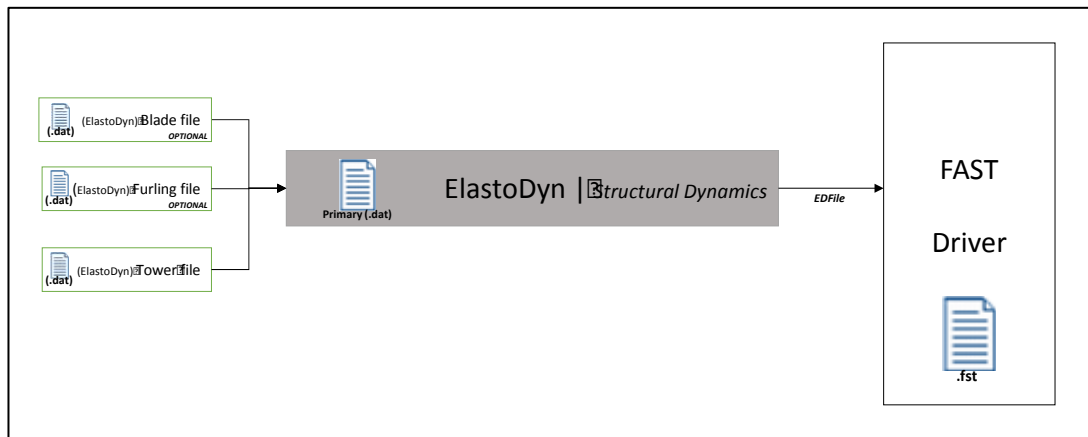 (ElastoDyn) Blade file
(.dat)
OPTIONAL
(ElastoDyn) Furling file
(.dat)
OPTIONAL
(ElastoDyn) Tower file
(.dat)
ElastoDyn | Structural Dynamics
Primary (.dat)
EDFile
FAST
Driver
.fst